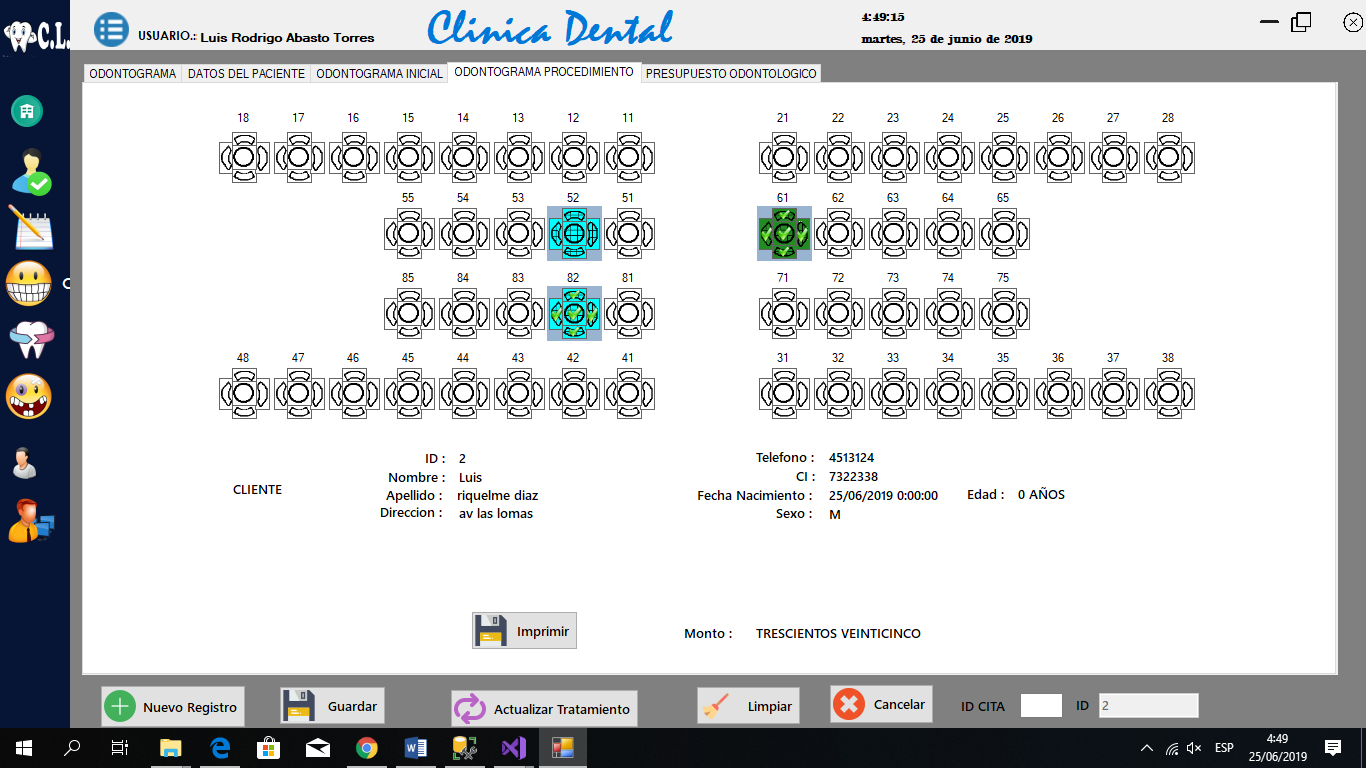 C.L.
USUARIO.: Luis Rodrigo Abasto Torres
Clinica Dental
4:49:15
martes, 25 de junio de 2019
ODONTOGRAMA DATOS DEL PACIENTE ODONTOGRAMA INICIAL ODONTOGRAMA PROCEDIMIENTO PRESUPUESTO ODONTOLOGICO
18 17 16 15 14 13 12 11 21 22 23 24 25 26 27 28
55 54 53 52 51 61 62 63 64 65
85 84 83 82 81 71 72 73 74 75
48 47 46 45 44 43 42 41 31 32 33 34 35 36 37 38
CLIENTE
ID : 2
Nombre : Luis
Apellido : riquelme diaz
Direccion : av las lomas
Telefono : 4513124
CI : 7322338
Fecha Nacimiento : 25/06/2019 0:00:00 Edad : 0 AÑOS
Sexo : M
Imprimir Monto : TRESCIENTOS VEINTICINCO
Nuevo Registro Guardar Actualizar Tratamiento Limpiar Cancelar ID CITA ID 2
ESP 4:49
25/06/2019